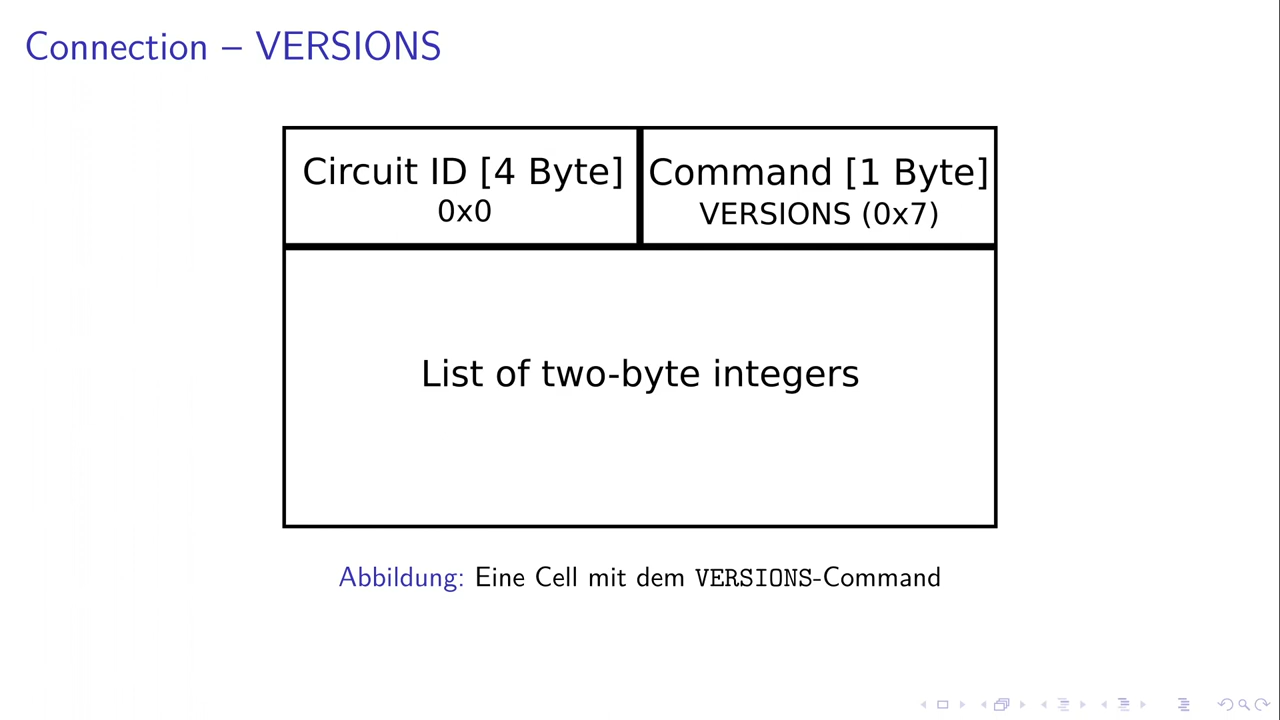 Connection – VERSIONS
Circuit ID [4 Byte]
0x0
Command [1 Byte]
VERSIONS (0x7)
List of two-byte integers
Abbildung: Eine Cell mit dem VERSIONS-Command